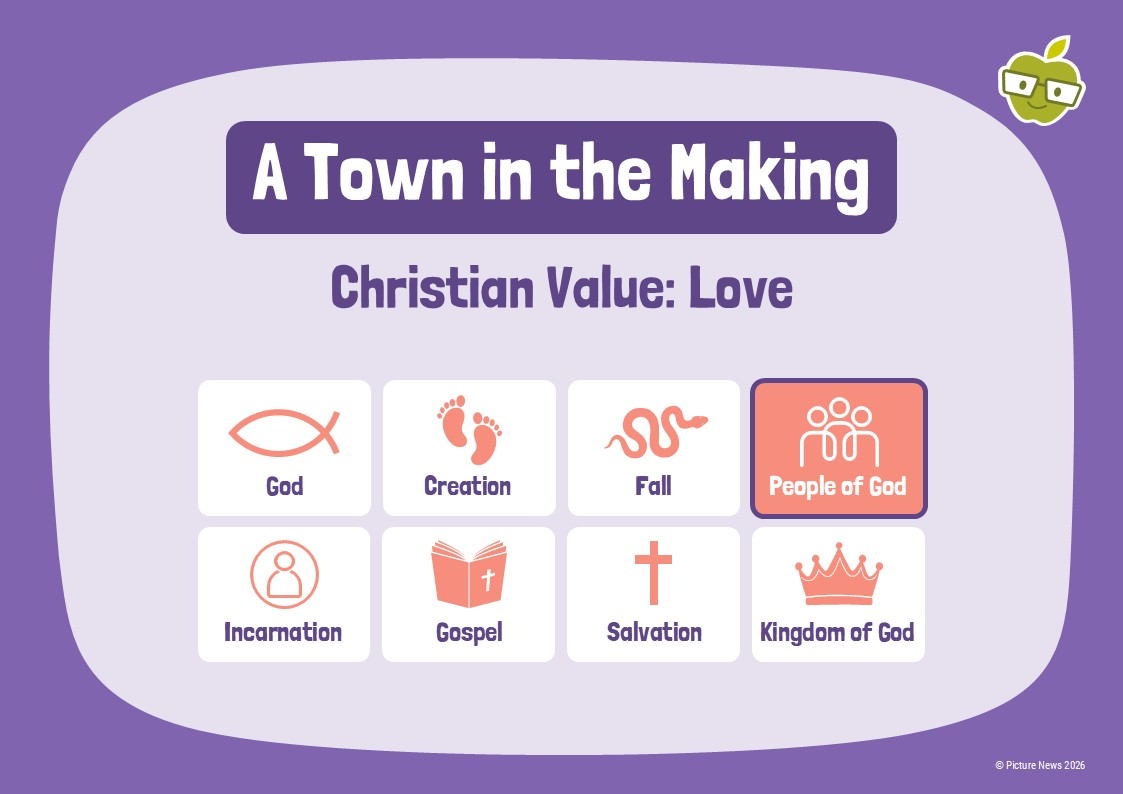 A Town in the Making
Christian Value: Love
God
Creation
Fall
People of God
Incarnation
Gospel
Salvation
Kingdom of God
© Picture News 2026